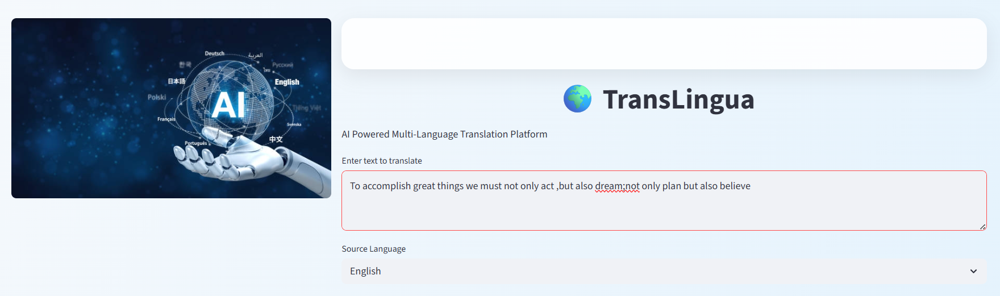 Deutsch
العربية
한국
Русский
ไทย
日本語
English
Polski
AI
Tiếng Việt
Français
Svenska
中文
Português
TransLingua
AI Powered Multi-Language Translation Platform
Enter text to translate
To accomplish great things we must not only act ,but also dream;not only plan but also believe
Source Language
English